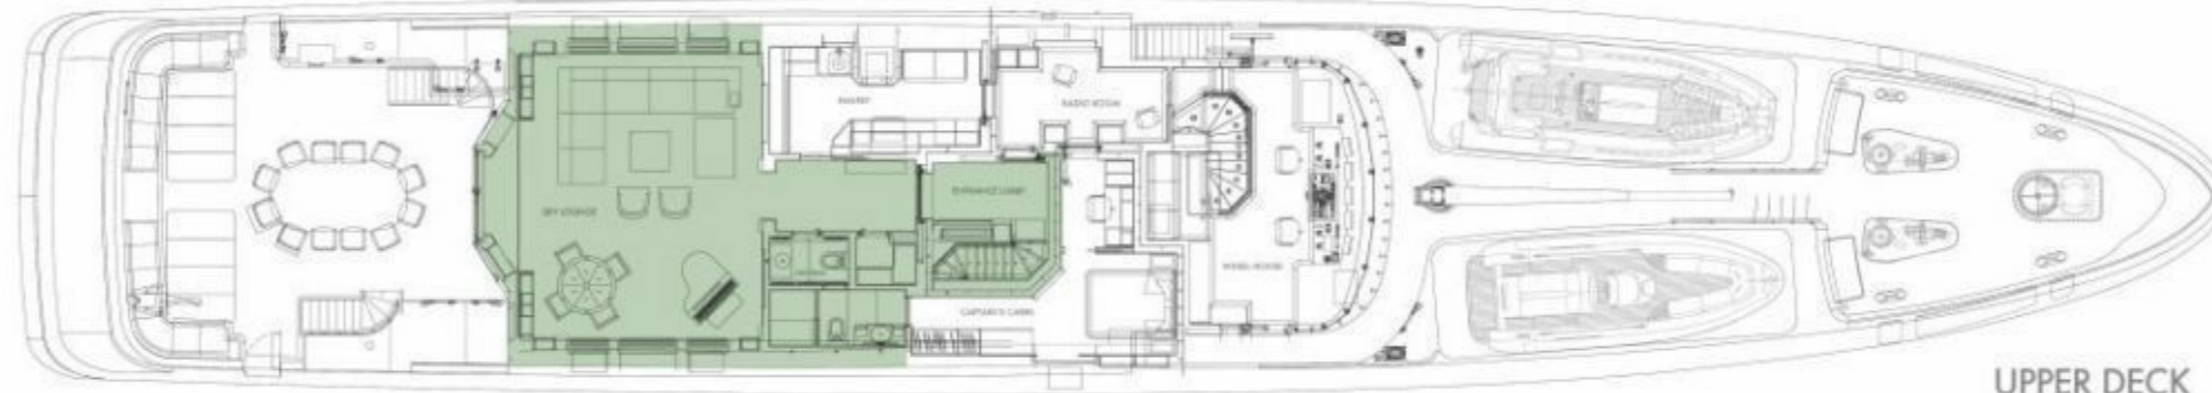 PANTRY
RADIO ROOM
ENTRANCE LOBBY
SKY LOUNGE
WHEEL HOUSE
CAPTAIN'S CABIN
UPPER DECK